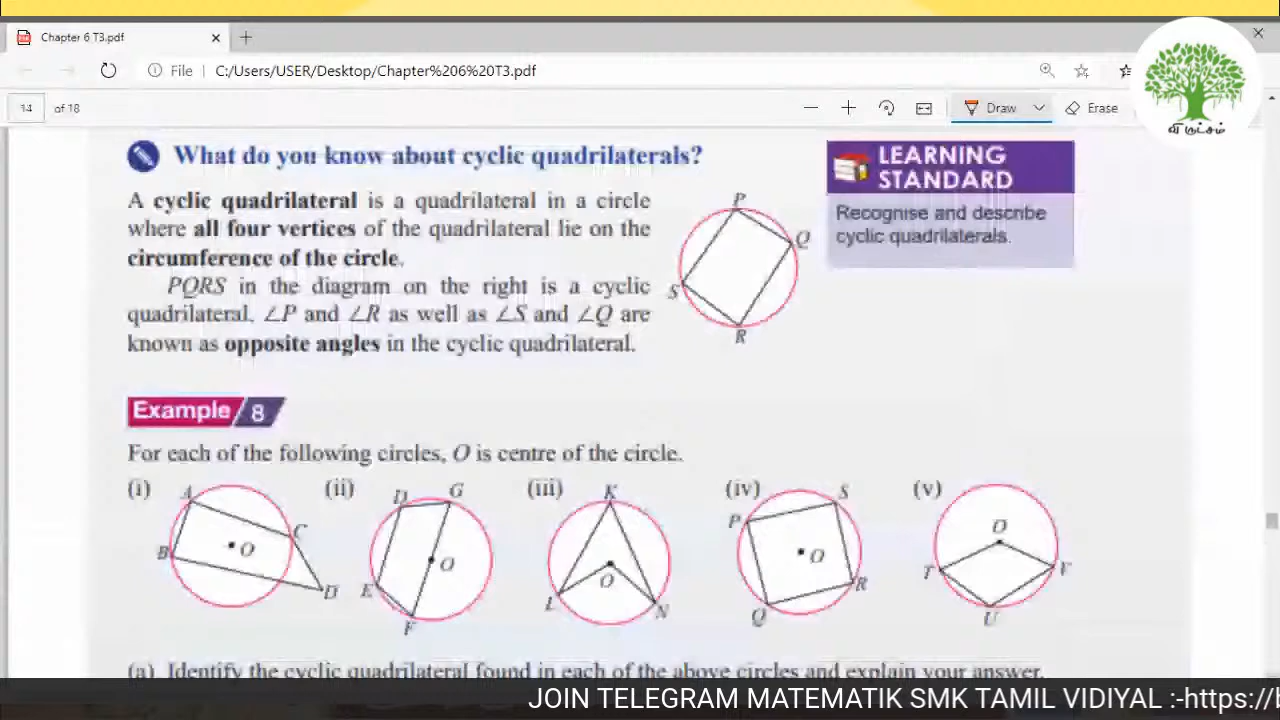 Chapter 6 T3.pdf
File C:/Users/USER/Desktop/Chapter%206%20T3.pdf
14 of 18 Draw Erase
விருட்சம்
What do you know about cyclic quadrilaterals?
A cyclic quadrilateral is a quadrilateral in a circle
where all four vertices of the quadrilateral lie on the
circumference of the circle.
PQRS in the diagram on the right is a cyclic
quadrilateral, ∠P and ∠R as well as ∠S and ∠Q are
known as opposite angles in the cyclic quadrilateral.
P
Q
S
R
LEARNING
STANDARD
Recognise and describe
cyclic quadrilaterals.
Example 8
For each of the following circles, O is centre of the circle.
(i) A B C D O
(ii) D G E F O
(iii) K L N O
(iv) P S Q R O
(v) O T U V
(a) Identify the cyclic quadrilateral found in each of the above circles and explain your answer.
JOIN TELEGRAM MATEMATIK SMK TAMIL VIDIYAL :-https://